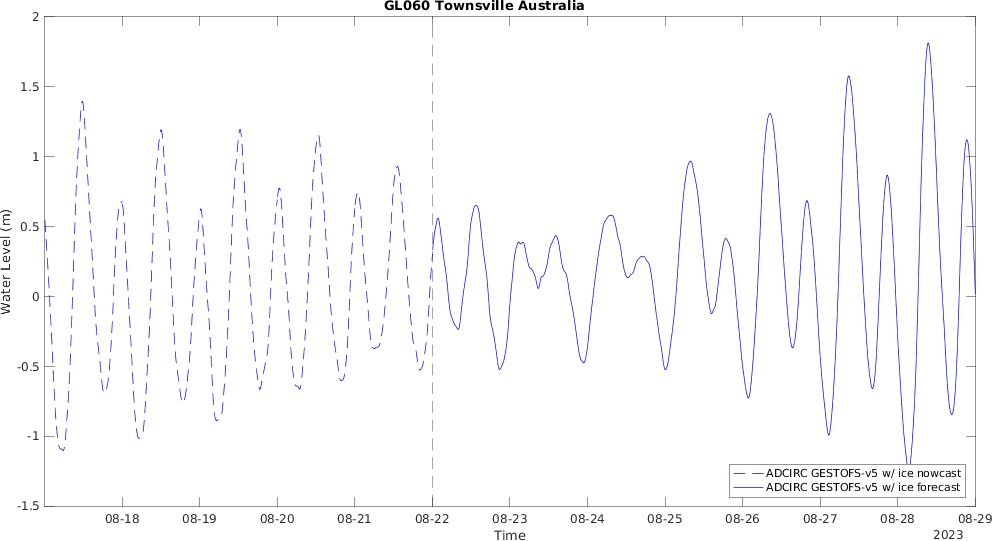 GL060 Townsville Australia
Water Level (m)
2
1.5
1
0.5
0
-0.5
-1
-1.5
ADCIRC GESTOFS-v5 w/ ice nowcast
ADCIRC GESTOFS-v5 w/ ice forecast
08-18 08-19 08-20 08-21 08-22 08-23 08-24 08-25 08-26 08-27 08-28 08-29
Time
2023